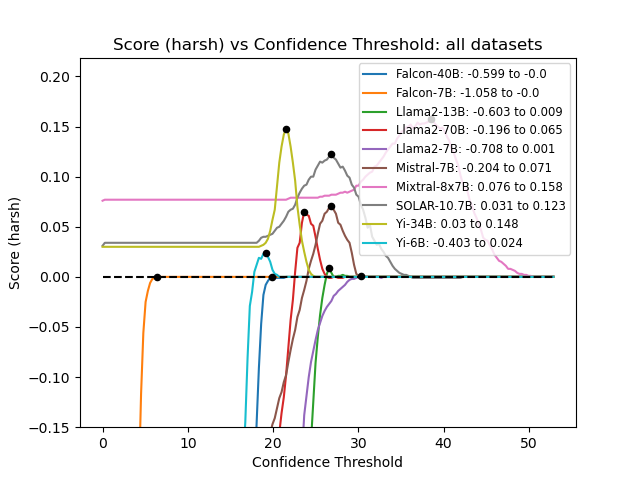 Score (harsh) vs Confidence Threshold: all datasets
Score (harsh)
0.20
0.15
0.10
0.05
0.00
−0.05
−0.10
−0.15
Falcon-40B: -0.599 to -0.0
Falcon-7B: -1.058 to -0.0
Llama2-13B: -0.603 to 0.009
Llama2-70B: -0.196 to 0.065
Llama2-7B: -0.708 to 0.001
Mistral-7B: -0.204 to 0.071
Mixtral-8x7B: 0.076 to 0.158
SOLAR-10.7B: 0.031 to 0.123
Yi-34B: 0.03 to 0.148
Yi-6B: -0.403 to 0.024
0 10 20 30 40 50
Confidence Threshold